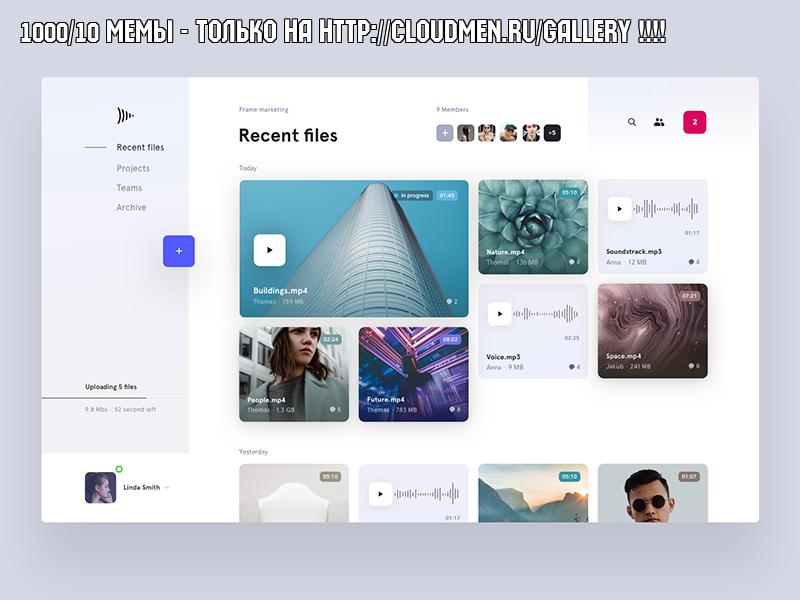 1000/10 МЕМЫ - ТОЛЬКО НА HTTP://CLOUDMEN.RU/GALLERY !!!!
Frame marketing
9 Members
Recent files
+
+5
2
Recent files
Projects
Teams
Archive
+
Today
In progress
01:45
Buildings.mp4
Thomas · 759 MB
2
05:10
Nature.mp4
Thomas · 136 MB
8
01:17
Soundstrack.mp3
Anna · 12 MB
4
02:24
People.mp4
Thomas · 1.3 GB
5
08:02
Future.mp4
Thomas · 783 MB
8
02:35
Voice.mp3
Anna · 9 MB
4
07:21
Space.mp4
Jakub · 241 MB
8
Uploading 5 files
9.8 Mbs · 52 second left
Linda Smith
Yesterday
05:10
01:17
05:10
01:07